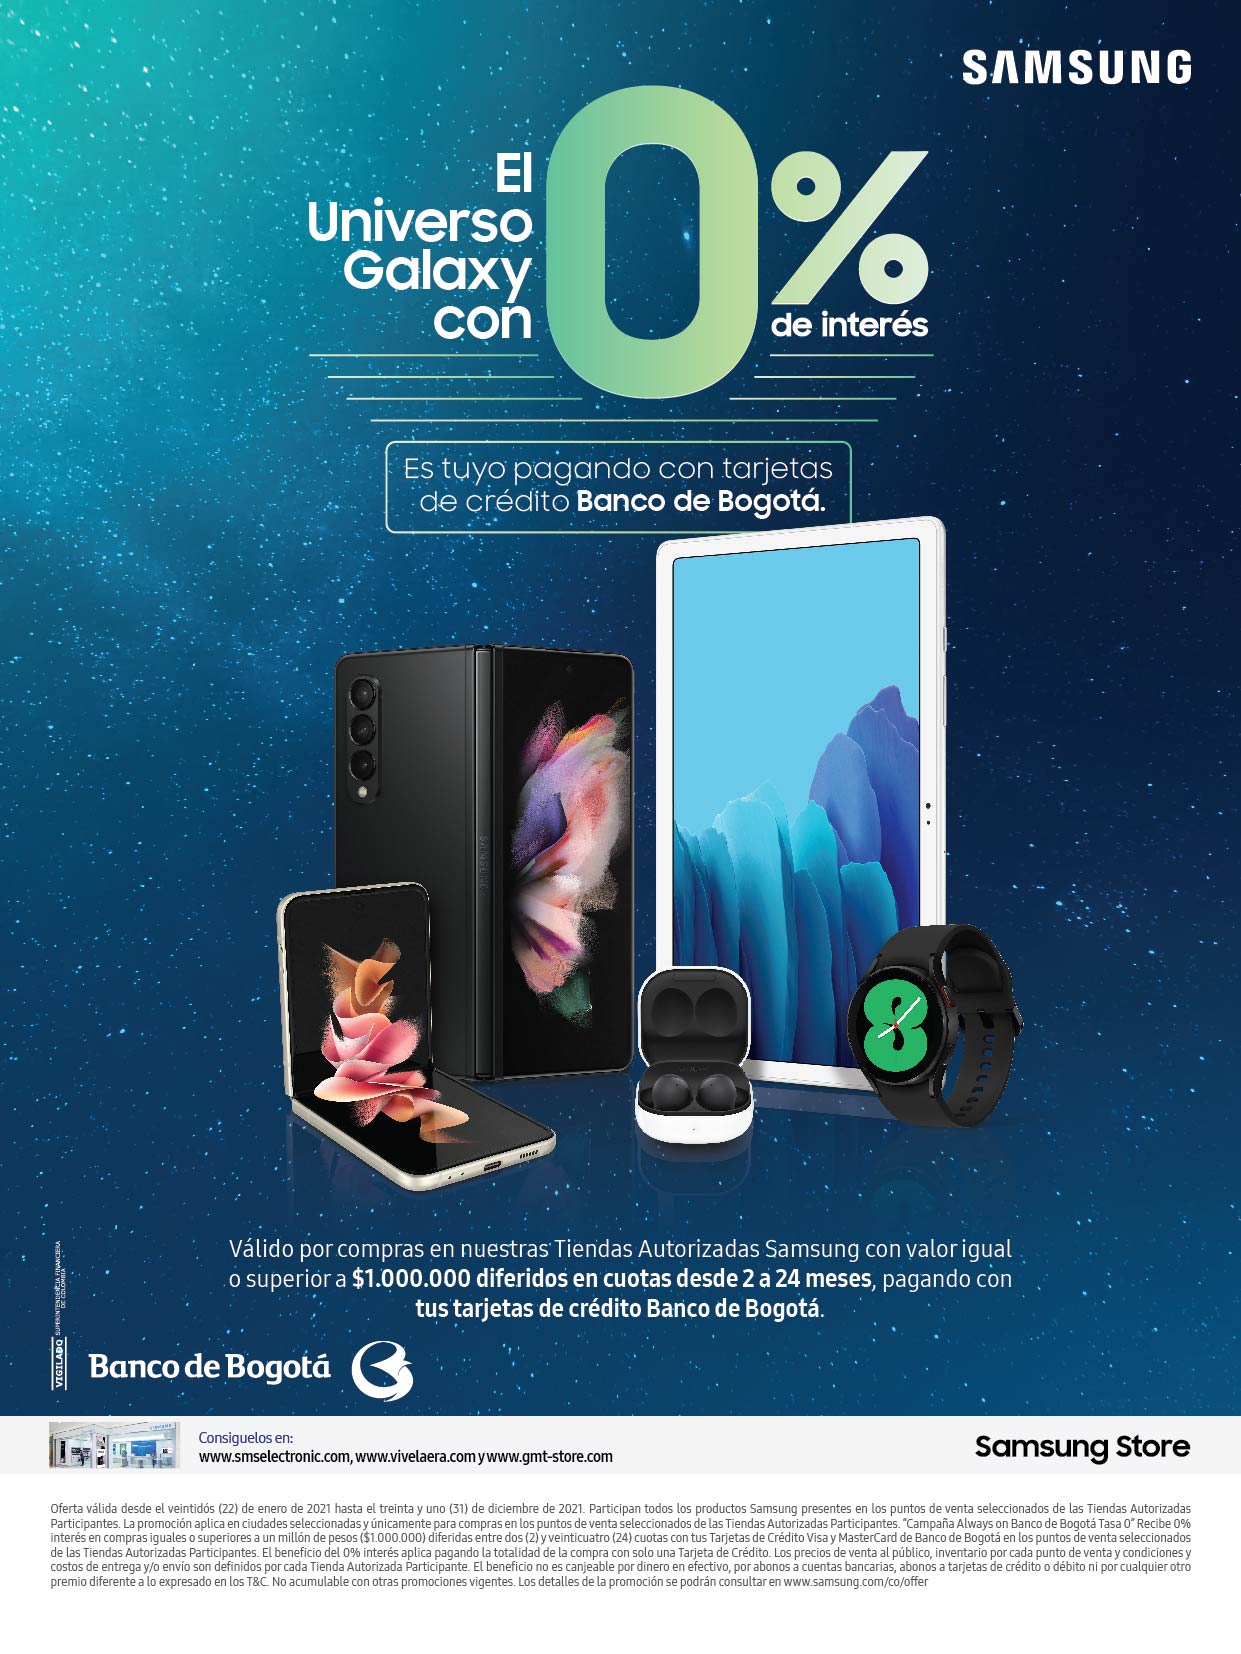 SAMSUNG
El
Universo
Galaxy
con
0%
de interés
Es tuyo pagando con tarjetas
de crédito Banco de Bogotá.
SAMSUNG
Válido por compras en nuestras Tiendas Autorizadas Samsung con valor igual
o superior a $1.000.000 diferidos en cuotas desde 2 a 24 meses, pagando con
tus tarjetas de crédito Banco de Bogotá.
VIGILADO SUPERINTENDENCIA FINANCIERA
DE COLOMBIA
Banco de Bogotá
Consiguelos en:
www.smselectronic.com, www.vivelaera.com y www.gmt-store.com
Samsung Store
Oferta válida desde el veintidós (22) de enero de 2021 hasta el treinta y uno (31) de diciembre de 2021. Participan todos los productos Samsung presentes en los puntos de venta seleccionados de las Tiendas Autorizadas
Participantes. La promoción aplica en ciudades seleccionadas y únicamente para compras en los puntos de venta seleccionados de las Tiendas Autorizadas Participantes. “Campaña Always on Banco de Bogotá Tasa 0” Recibe 0%
interés en compras iguales o superiores a un millón de pesos ($1.000.000) diferidas entre dos (2) y veinticuatro (24) cuotas con tus Tarjetas de Crédito Visa y MasterCard de Banco de Bogotá en los puntos de venta seleccionados
de las Tiendas Autorizadas Participantes. El beneficio del 0% interés aplica pagando la totalidad de la compra con solo una Tarjeta de Crédito. Los precios de venta al público, inventario por cada punto de venta y condiciones y
costos de entrega y/o envío son definidos por cada Tienda Autorizada Participante. El beneficio no es canjeable por dinero en efectivo, por abonos a cuentas bancarias, abonos a tarjetas de crédito o débito ni por cualquier otro
premio diferente a lo expresado en los T&C. No acumulable con otras promociones vigentes. Los detalles de la promoción se podrán consultar en www.samsung.com/co/offer